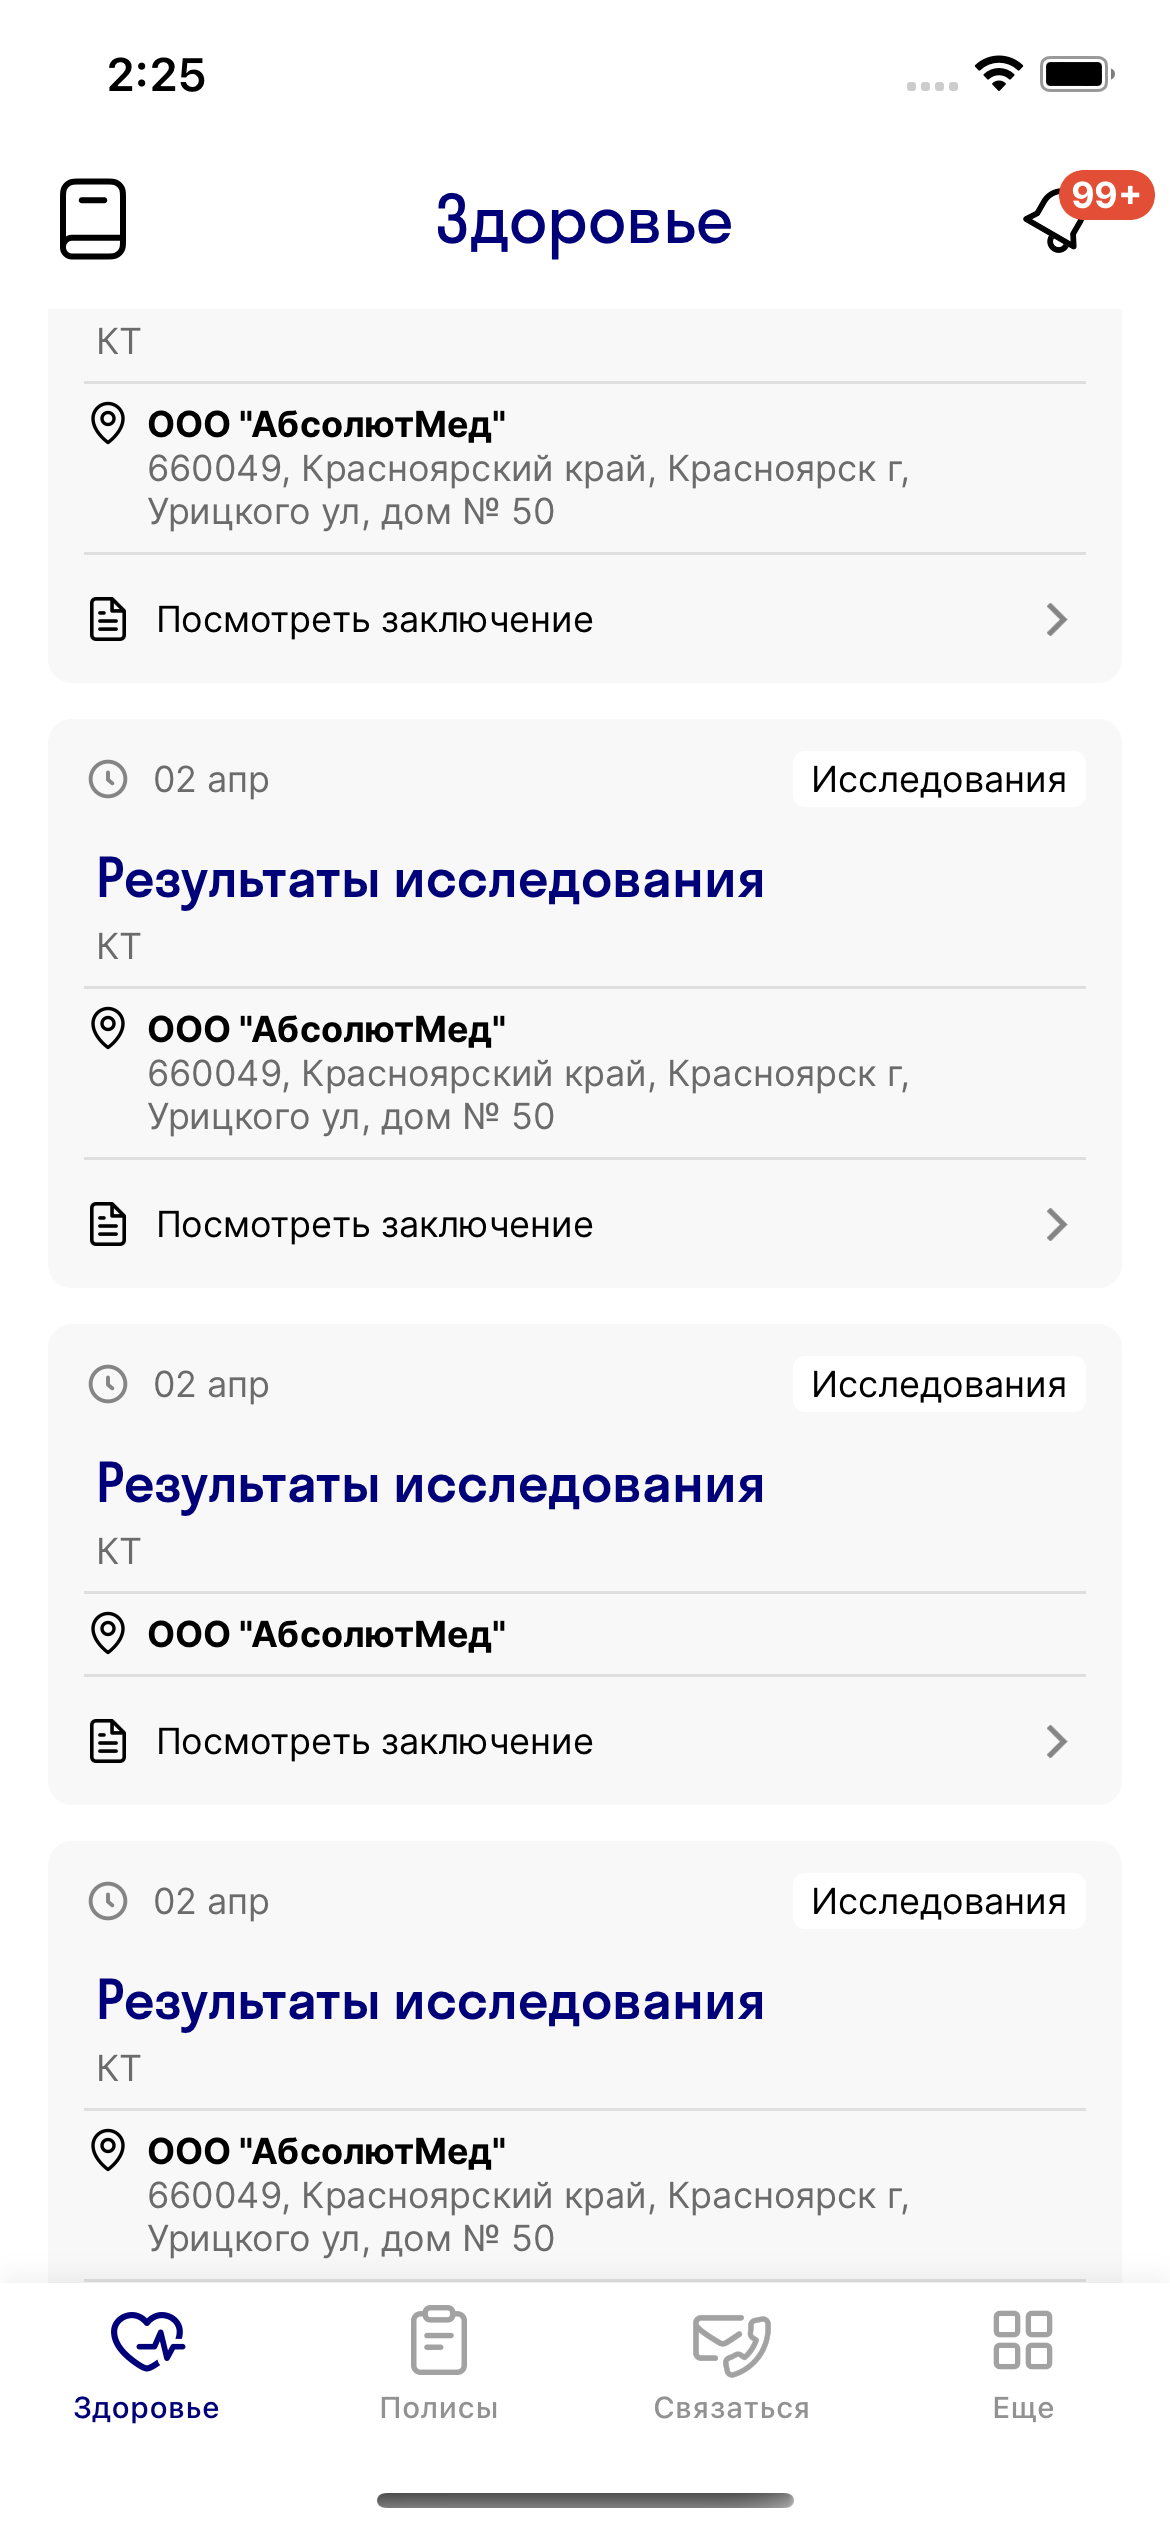 2:25
Здоровье
99+
КТ
ООО "АбсолютМед"
660049, Красноярский край, Красноярск г,
Урицкого ул, дом № 50
Посмотреть заключение
02 апр
Исследования
Результаты исследования
КТ
ООО "АбсолютМед"
660049, Красноярский край, Красноярск г,
Урицкого ул, дом № 50
Посмотреть заключение
02 апр
Исследования
Результаты исследования
КТ
ООО "АбсолютМед"
Посмотреть заключение
02 апр
Исследования
Результаты исследования
КТ
ООО "АбсолютМед"
660049, Красноярский край, Красноярск г,
Урицкого ул, дом № 50
Здоровье
Полисы
Связаться
Еще